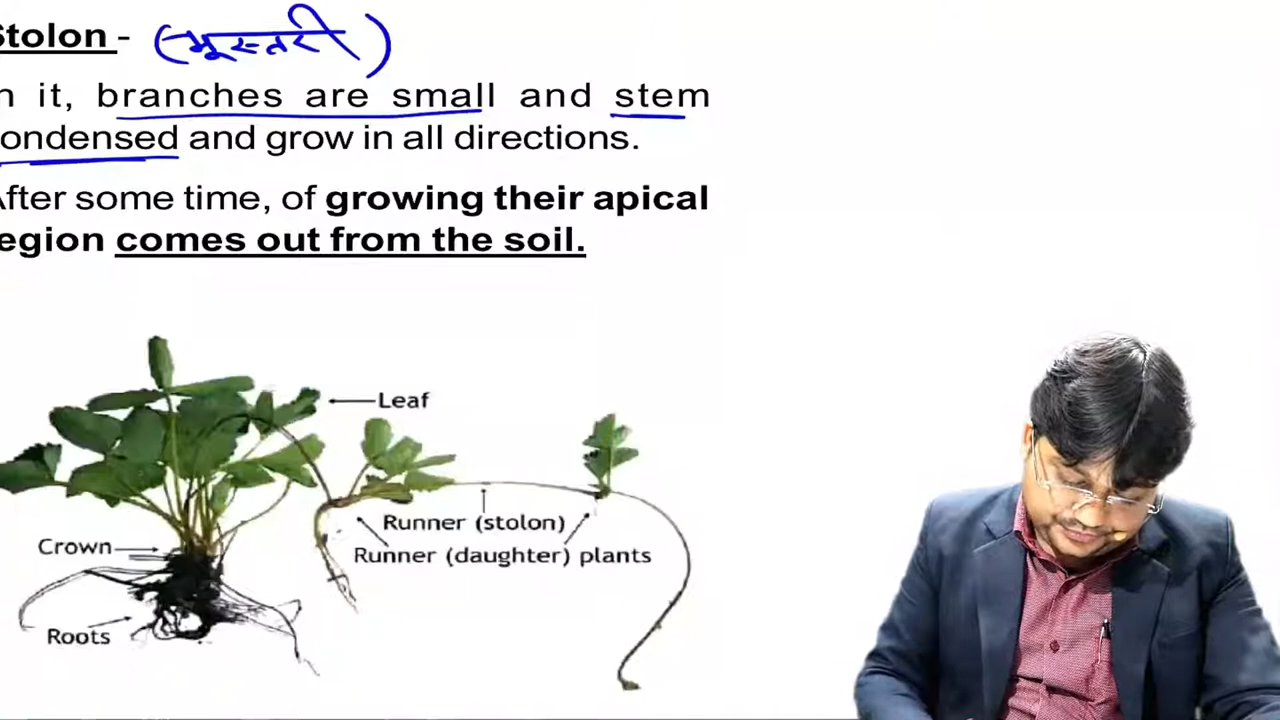 Stolon - (भूस्तरी)
n it, branches are small and stem
ondensed and grow in all directions.
After some time, of growing their apical
egion comes out from the soil.
Leaf
Runner (stolon)
Runner (daughter) plants
Crown
Roots